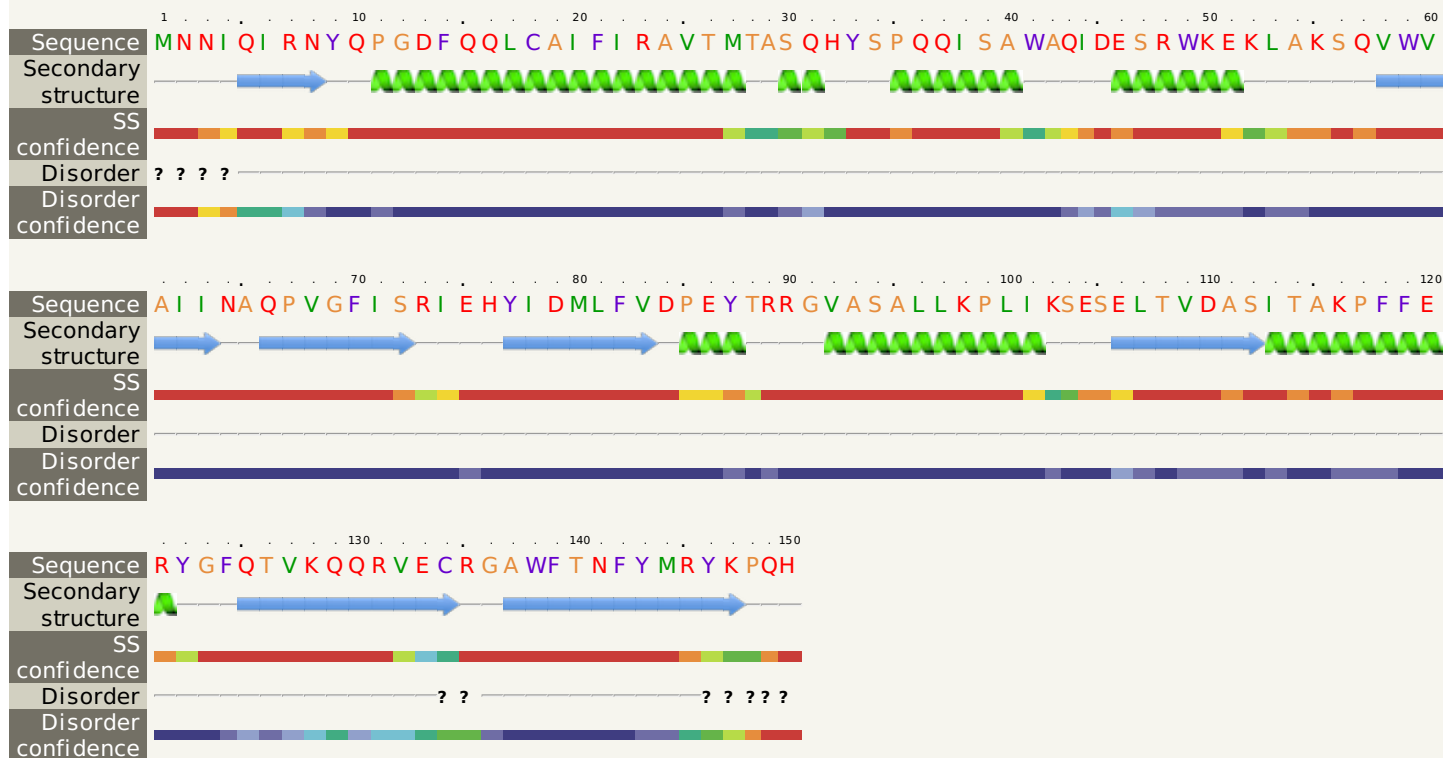 1 10 20 30 40 50 60
Sequence M N N I Q I R N Y Q P G D F Q Q L C A I F I R A V T M T A S Q H Y S P Q Q I S A W A Q I D E S R W K E K L A K S Q V W V
Secondary
structure
SS
confidence
Disorder ? ? ? ?
Disorder
confidence
70 80 90 100 110 120
Sequence A I I N A Q P V G F I S R I E H Y I D M L F V D P E Y T R R G V A S A L L K P L I K S E S E L T V D A S I T A K P F F E
Secondary
structure
SS
confidence
Disorder
Disorder
confidence
130 140 150
Sequence R Y G F Q T V K Q Q R V E C R G A W F T N F Y M R Y K P Q H
Secondary
structure
SS
confidence
Disorder ? ? ? ? ? ? ?
Disorder
confidence